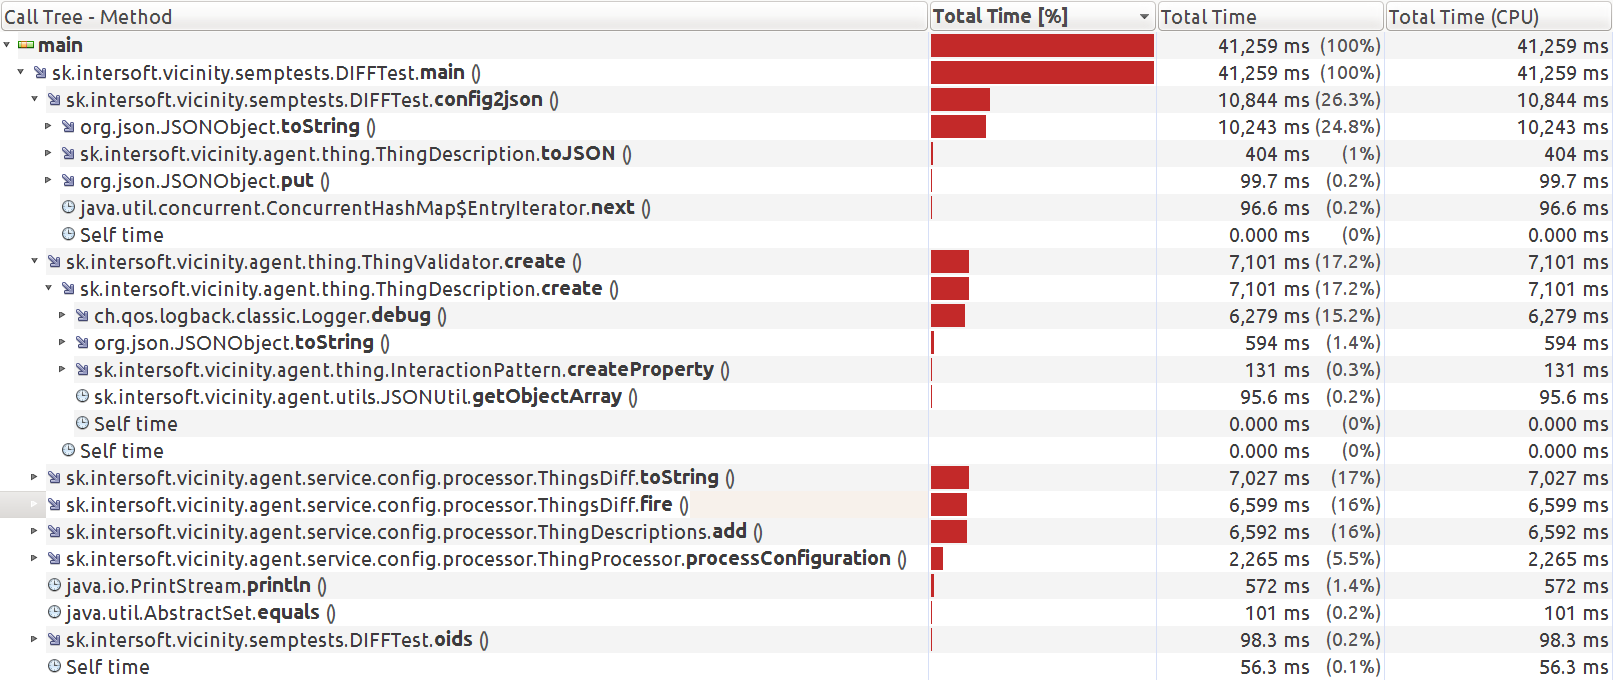 Call Tree - Method Total Time [%] Total Time Total Time (CPU)
main 41,259 ms (100%) 41,259 ms
sk.intersoft.vicinity.semptests.DIFFTest.main () 41,259 ms (100%) 41,259 ms
sk.intersoft.vicinity.semptests.DIFFTest.config2json () 10,844 ms (26.3%) 10,844 ms
org.json.JSONObject.toString () 10,243 ms (24.8%) 10,243 ms
sk.intersoft.vicinity.agent.thing.ThingDescription.toJSON () 404 ms (1%) 404 ms
org.json.JSONObject.put () 99.7 ms (0.2%) 99.7 ms
java.util.concurrent.ConcurrentHashMap$EntryIterator.next () 96.6 ms (0.2%) 96.6 ms
Self time 0.000 ms (0%) 0.000 ms
sk.intersoft.vicinity.agent.thing.ThingValidator.create () 7,101 ms (17.2%) 7,101 ms
sk.intersoft.vicinity.agent.thing.ThingDescription.create () 7,101 ms (17.2%) 7,101 ms
ch.qos.logback.classic.Logger.debug () 6,279 ms (15.2%) 6,279 ms
org.json.JSONObject.toString () 594 ms (1.4%) 594 ms
sk.intersoft.vicinity.agent.thing.InteractionPattern.createProperty () 131 ms (0.3%) 131 ms
sk.intersoft.vicinity.agent.utils.JSONUtil.getObjectArray () 95.6 ms (0.2%) 95.6 ms
Self time 0.000 ms (0%) 0.000 ms
Self time 0.000 ms (0%) 0.000 ms
sk.intersoft.vicinity.agent.service.config.processor.ThingsDiff.toString () 7,027 ms (17%) 7,027 ms
sk.intersoft.vicinity.agent.service.config.processor.ThingsDiff.fire () 6,599 ms (16%) 6,599 ms
sk.intersoft.vicinity.agent.service.config.processor.ThingDescriptions.add () 6,592 ms (16%) 6,592 ms
sk.intersoft.vicinity.agent.service.config.processor.ThingProcessor.processConfiguration () 2,265 ms (5.5%) 2,265 ms
java.io.PrintStream.println () 572 ms (1.4%) 572 ms
java.util.AbstractSet.equals () 101 ms (0.2%) 101 ms
sk.intersoft.vicinity.semptests.DIFFTest.oids () 98.3 ms (0.2%) 98.3 ms
Self time 56.3 ms (0.1%) 56.3 ms